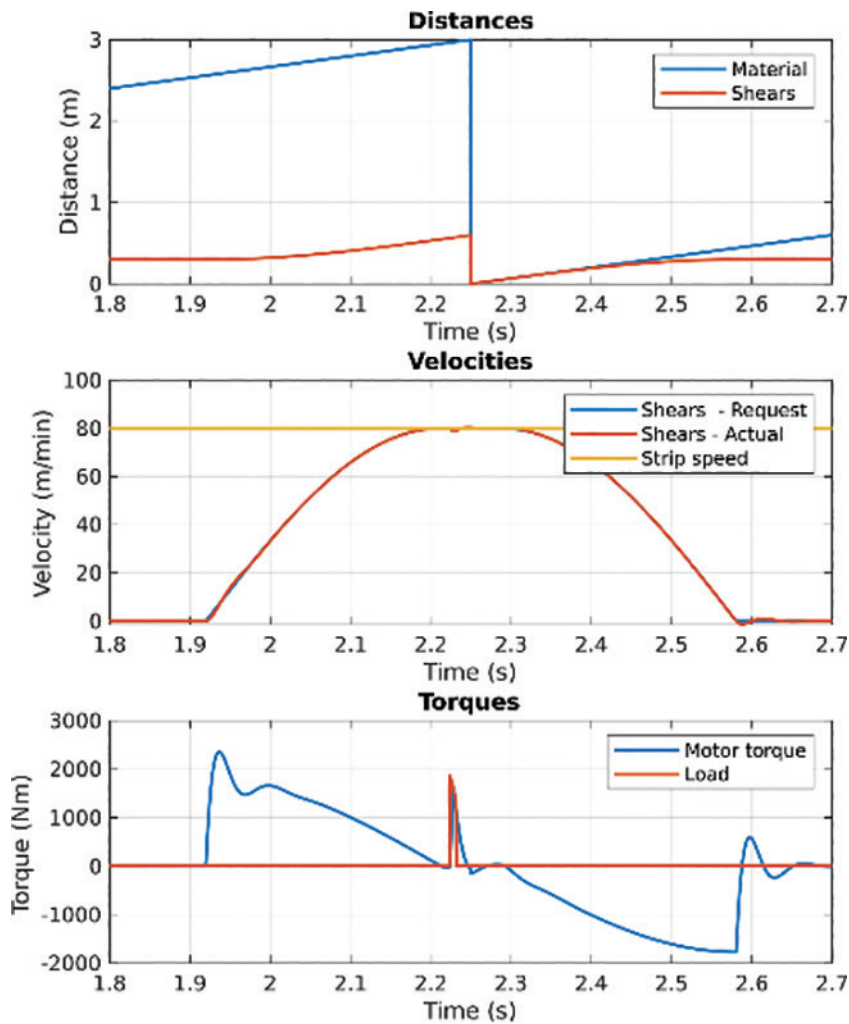 Distances
3
2
1
0
Distance (m)
Material
Shears
1.8 1.9 2 2.1 2.2 2.3 2.4 2.5 2.6 2.7
Time (s)
Velocities
100
80
60
40
20
0
Velocity (m/min)
Shears - Request
Shears - Actual
Strip speed
1.8 1.9 2 2.1 2.2 2.3 2.4 2.5 2.6 2.7
Time (s)
Torques
3000
2000
1000
0
-1000
-2000
Torque (Nm)
Motor torque
Load
1.8 1.9 2 2.1 2.2 2.3 2.4 2.5 2.6 2.7
Time (s)